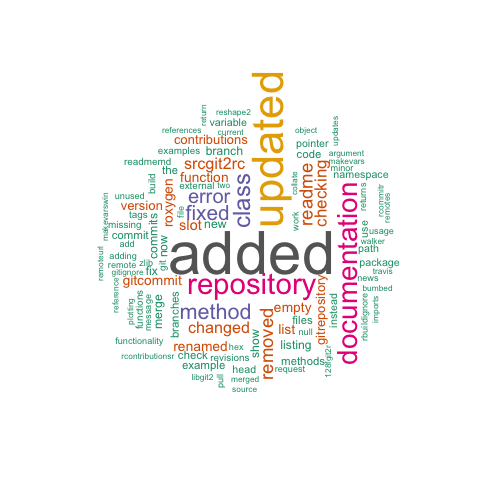 added
updated
repository
documentation
method
class
fixed
error
removed
changed
readme
checking
srcgit2rc
gitcommit
gitrepository
slot
roxygen
function
version
contributions
renamed
list
empty
branch
variable
pointer
code
namespace
examples
external
two
new
the
build
readmemd
references
return
reshape2
current
object
updates
argument
makevars
minor
collate
work
returns
rcommitr
remotes
use
usage
walker
path
package
travis
news
bumbed
imports
rbuildignore
instead
files
null
listing
methods
128git2r
request
show
head
merged
source
pull
libgit2
revisions
hex
check
example
rcontributionsr
functionality
branches
merge
message
functions
plotting
reference
gitignore
remote
zlib
fix
git
now
adding
remoteurl
add
commit
commits
missing
tags
file
unused
makevarswin